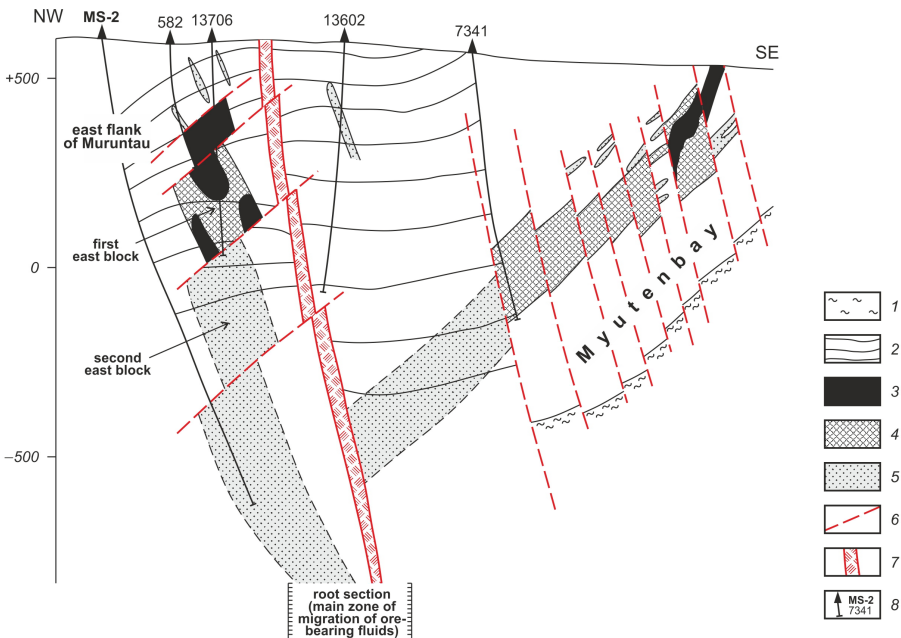 NW
MS-2
582
13706
13602
7341
SE
+500
east flank
of Muruntau
first
east block
0
second
east block
Myutenbay
–500
root section
(main zone of
migration of ore-
bearing fluids)
1
2
3
4
5
6
7
MS-2
7341
8